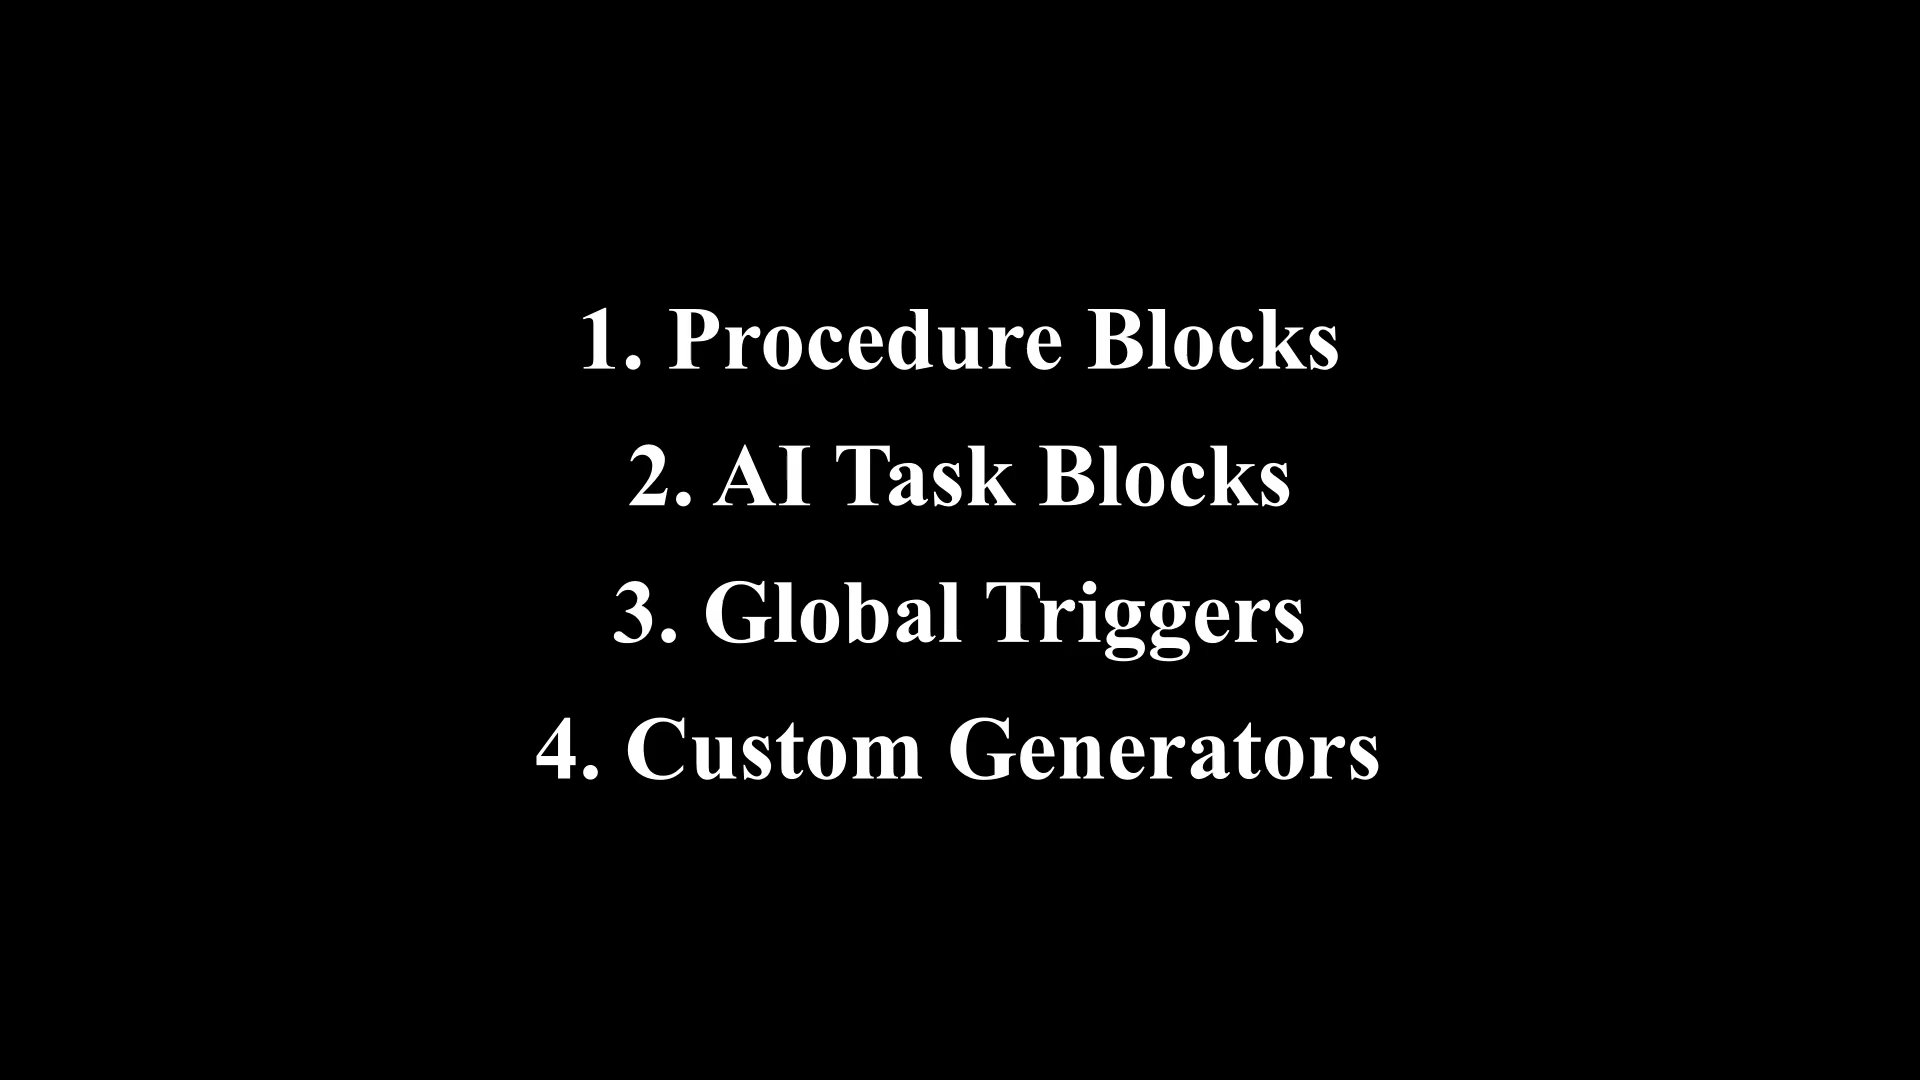 1. Procedure Blocks
2. AI Task Blocks
3. Global Triggers
4. Custom Generators